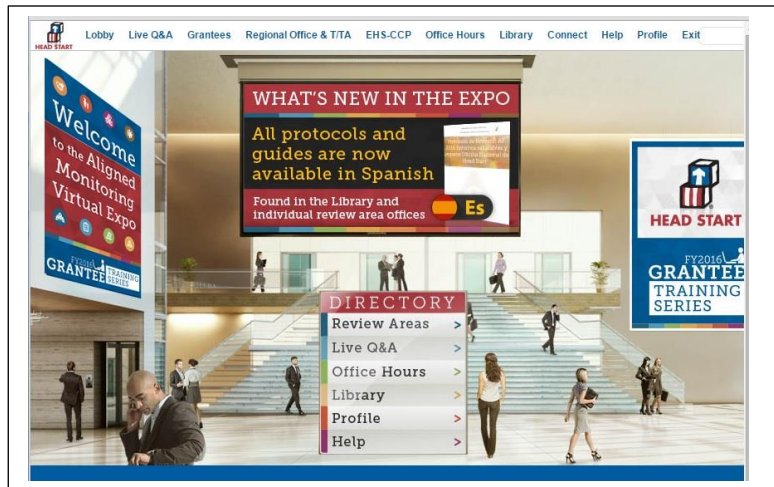 HEAD START
Lobby Live Q&A Grantees Regional Office & T/TA EHS-CCP Office Hours Library Connect Help Profile Exit
Welcome
to the Aligned
Monitoring
Virtual Expo
FY2016
GRANTEE
TRAINING
SERIES
WHAT'S NEW IN THE EXPO
All protocols and
guides are now
available in Spanish
Found in the Library and
individual review area offices
Es
HEAD START
FY2016
GRANTEE
TRAINING
SERIES
DIRECTORY
Review Areas >
Live Q&A >
Office Hours >
Library >
Profile >
Help >